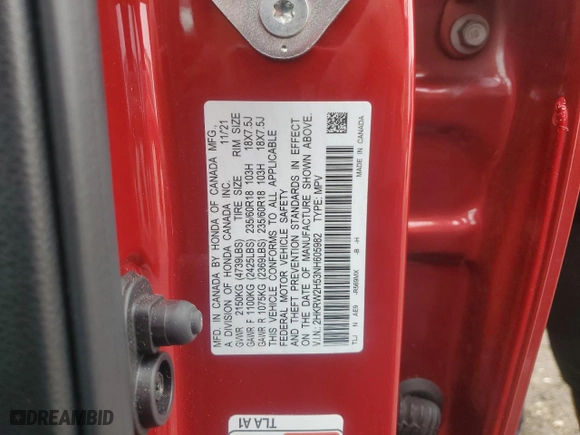 MFD. IN CANADA BY HONDA OF CANADA MFG.,
A DIVISION OF HONDA CANADA INC. 11/21
GVWR 2150KG (4739LBS) TIRE SIZE RIM SIZE
GAWR F 1100KG (2425LBS) 235/60R18 103H 18X7.5J
GAWR R 1075KG (2369LBS) 235/60R18 103H 18X7.5J
THIS VEHICLE CONFORMS TO ALL APPLICABLE
FEDERAL MOTOR VEHICLE SAFETY
AND THEFT PREVENTION STANDARDS IN EFFECT
ON THE DATE OF MANUFACTURE SHOWN ABOVE.
V.I.N.: 2HKRW2H53NH605982 TYPE: MPV
TLJ N AE9 -R569MX -B -H
MADE IN CANADA
TLA A1
© DREAMBID